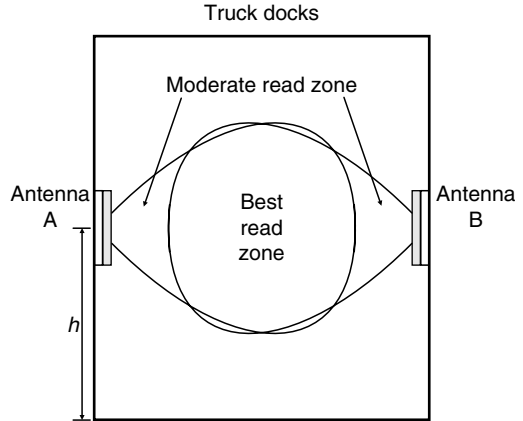 Truck docks
Moderate read zone
Antenna
A
Antenna
B
Best
read
zone
h